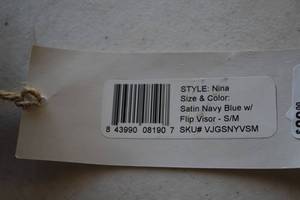 STYLE: Nina
Size & Color:
Satin Navy Blue w/
Flip Visor - S/M
SKU# VJGSNYVSM
8 43990 08190 7